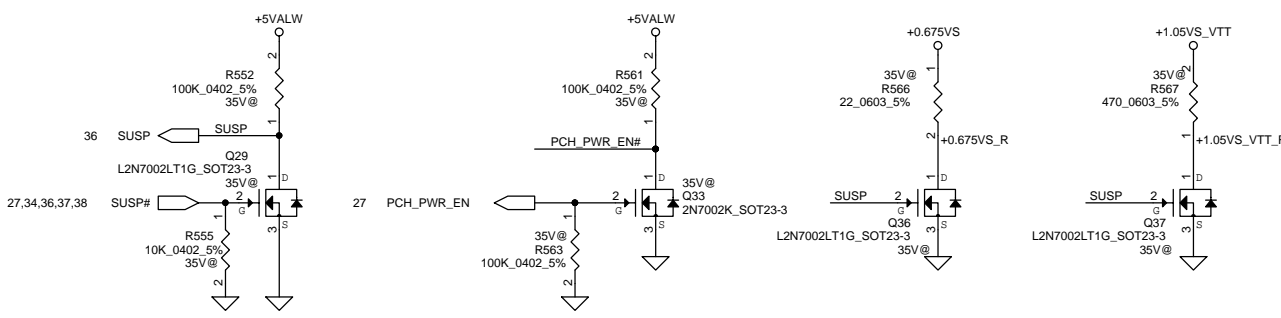 +5VALW
2
R552
100K_0402_5%
35V@
1
36 SUSP SUSP
Q29
L2N7002LT1G_SOT23-3
35V@
1 D
27,34,36,37,38 SUSP# 2
G
3 S
1
R555
10K_0402_5%
35V@
2
+5VALW
2
R561
100K_0402_5%
35V@
1
PCH_PWR_EN#
35V@
Q33
2N7002K_SOT23-3
1 D
27 PCH_PWR_EN 2
G
3 S
1
35V@
R563
100K_0402_5%
2
+0.675VS
1
35V@
R566
22_0603_5%
2
+0.675VS_R
1 D
SUSP 2
G
3 S
Q36
L2N7002LT1G_SOT23-3
35V@
+1.05VS_VTT
2
35V@
R567
470_0603_5%
1
+1.05VS_VTT_
1 D
SUSP 2
G
3 S
Q37
L2N7002LT1G_SOT23-3
35V@